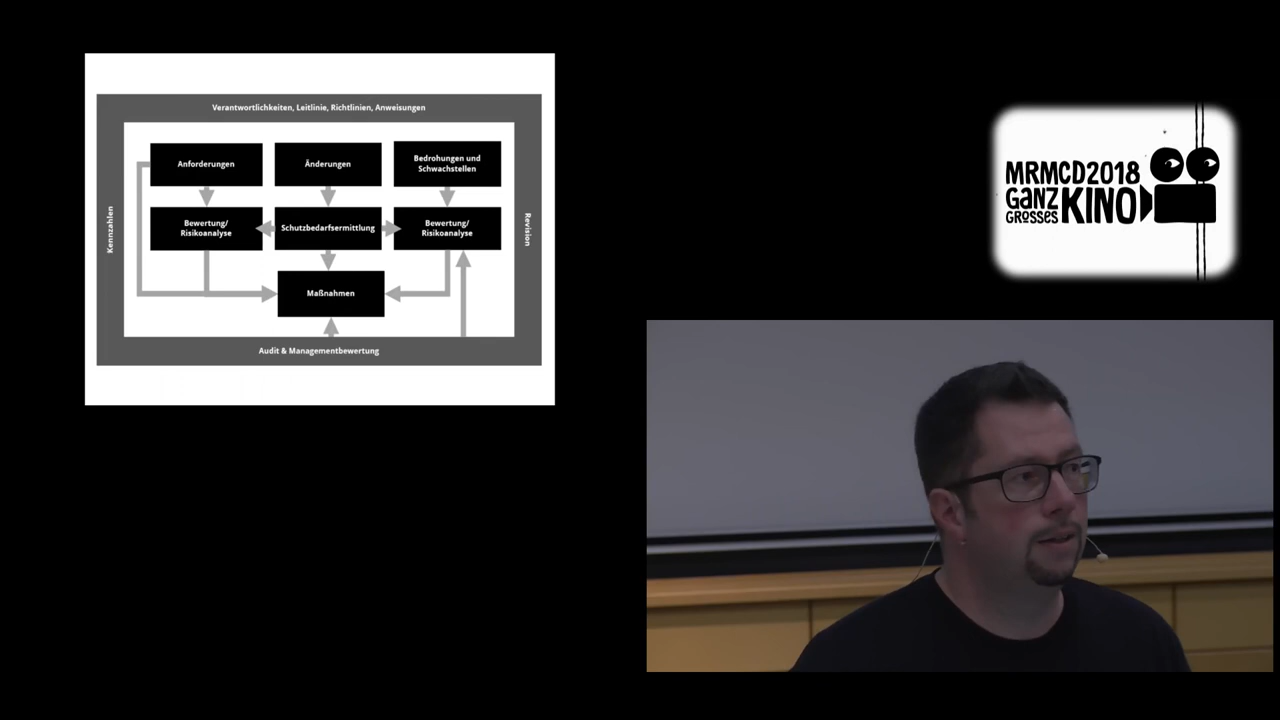 Verantwortlichkeiten, Leitlinie, Richtlinien, Anweisungen
Kennzahlen
Anforderungen
Änderungen
Bedrohungen und
Schwachstellen
Bewertung/
Risikoanalyse
Schutzbedarfsermittlung
Bewertung/
Risikoanalyse
Maßnahmen
Revision
Audit & Managementbewertung
MRMCD2018
GANZ
GROSSES
KINO